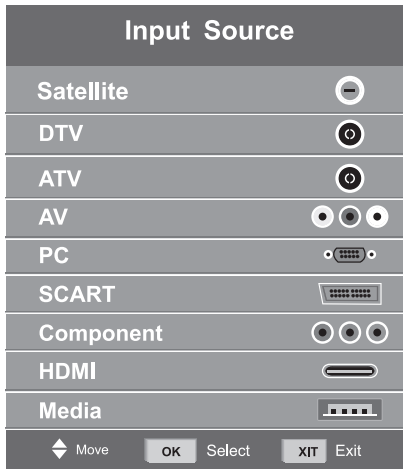 Input Source
Satellite
DTV
ATV
AV
PC
SCART
Component
HDMI
Media
Move OK Select XIT Exit